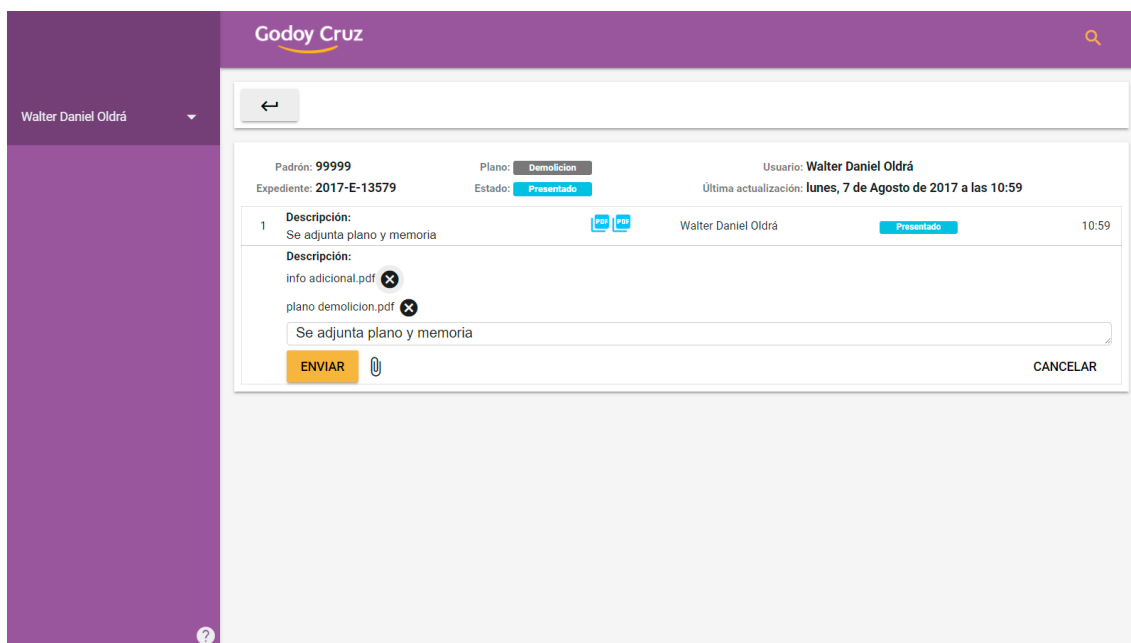 Godoy Cruz
Walter Daniel Oldrá
Padrón: 99999 Plano: Demolicion Usuario: Walter Daniel Oldrá
Expediente: 2017-E-13579 Estado: Presentado Última actualización: lunes, 7 de Agosto de 2017 a las 10:59
1 Descripción:
Se adjunta plano y memoria PDF PDF Walter Daniel Oldrá Presentado 10:59
Descripción:
info adicional.pdf
plano demolicion.pdf
Se adjunta plano y memoria
ENVIAR CANCELAR
?